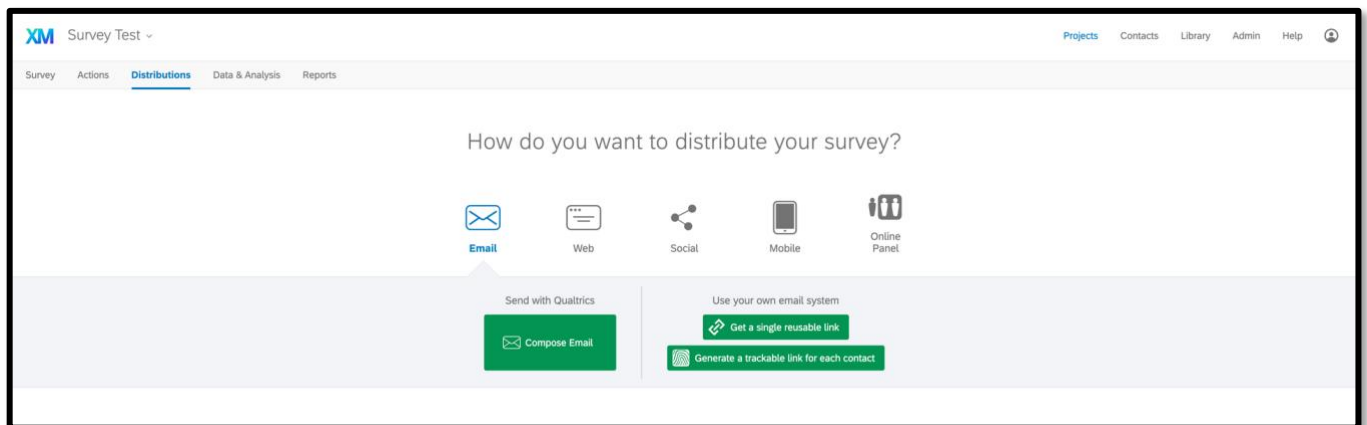 XM Survey Test
Projects Contacts Library Admin Help
Survey Actions Distributions Data & Analysis Reports
How do you want to distribute your survey?
Email Web Social Mobile Online
Panel
Send with Qualtrics
Compose Email
Use your own email system
Get a single reusable link
Generate a trackable link for each contact